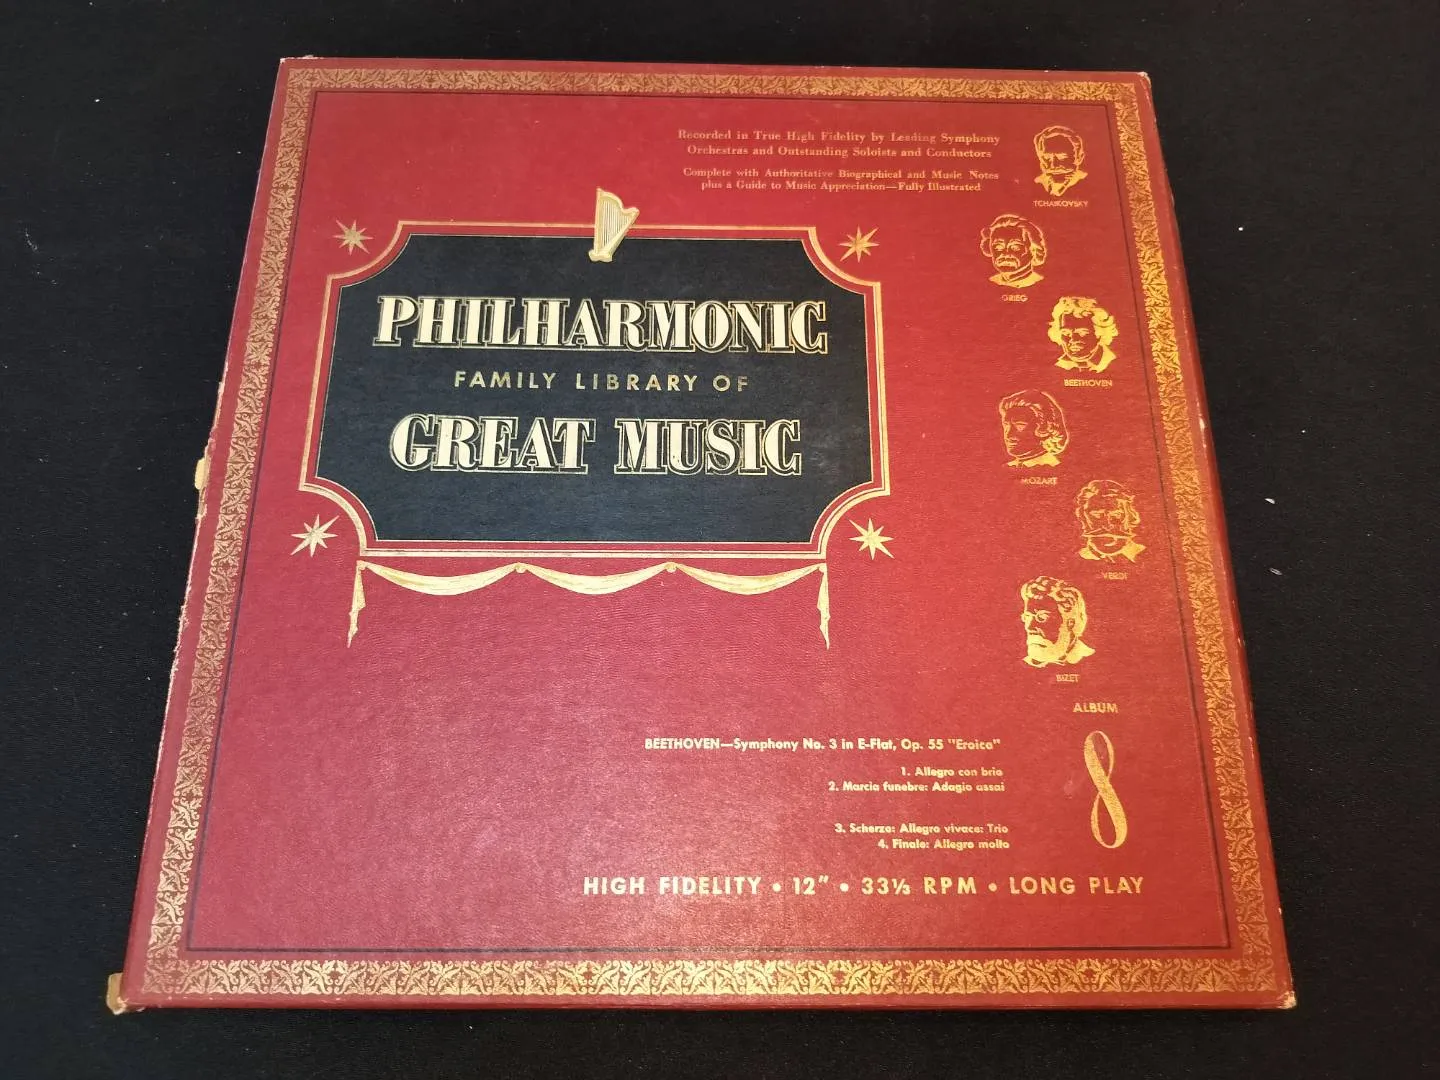 Recorded in True High Fidelity by Leading Symphony
Orchestras and Outstanding Soloists and Conductors
Complete with Authoritative Biographical and Music Notes
plus a Guide to Music Appreciation—Fully Illustrated
TCHAIKOVSKY
GRIEG
BEETHOVEN
MOZART
VERDI
BIZET
PHILHARMONIC
FAMILY LIBRARY OF
GREAT MUSIC
ALBUM
8
BEETHOVEN—Symphony No. 3 in E-Flat, Op. 55 "Eroica"
1. Allegro con brio
2. Marcia funebre: Adagio assai
3. Scherzo: Allegro vivace: Trio
4. Finale: Allegro molto
HIGH FIDELITY • 12" • 33⅓ RPM • LONG PLAY